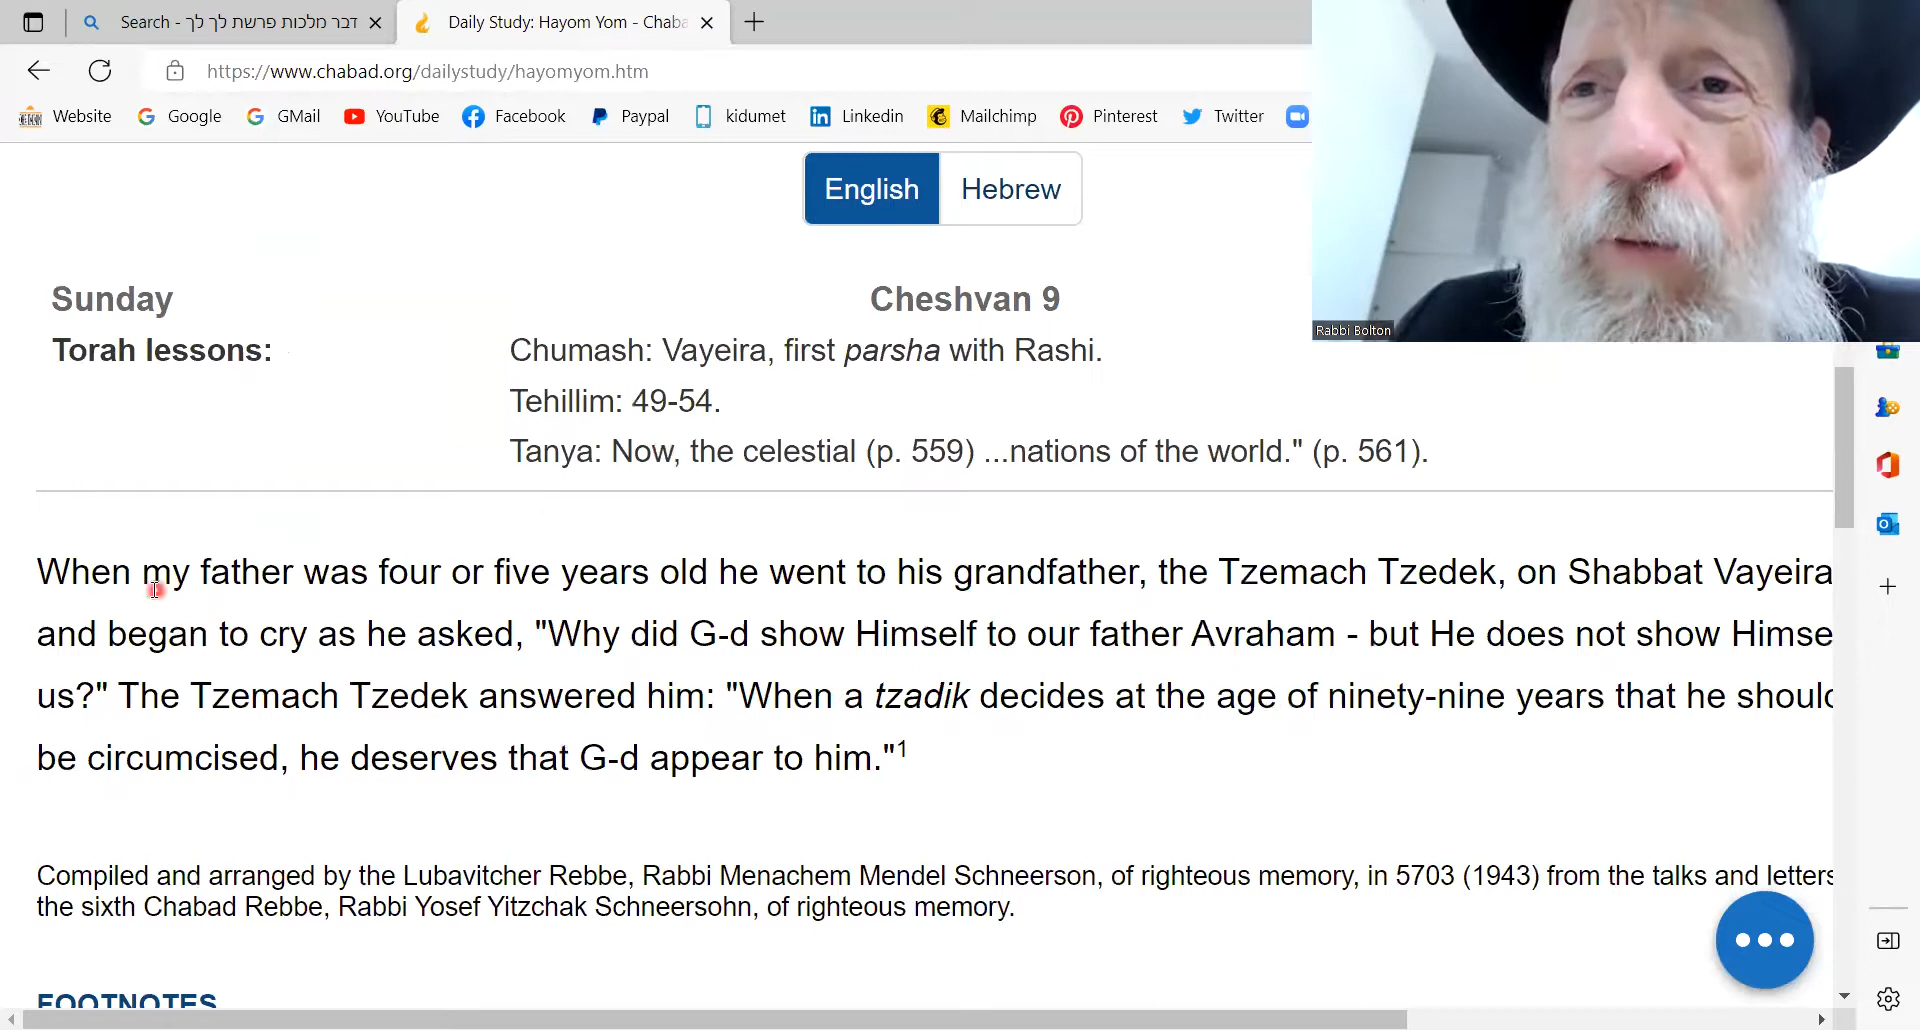 Search - דבר מלכות פרשת לך לך
Daily Study: Hayom Yom - Chaba
https://www.chabad.org/dailystudy/hayomyom.htm
Website Google GMail YouTube Facebook Paypal kidumet Linkedin Mailchimp Pinterest Twitter
English Hebrew
Rabbi Bolton
Sunday Cheshvan 9
Torah lessons: Chumash: Vayeira, first parsha with Rashi.
Tehillim: 49-54.
Tanya: Now, the celestial (p. 559) ...nations of the world." (p. 561).
When my father was four or five years old he went to his grandfather, the Tzemach Tzedek, on Shabbat Vayeira
and began to cry as he asked, "Why did G-d show Himself to our father Avraham - but He does not show Himse
us?" The Tzemach Tzedek answered him: "When a tzadik decides at the age of ninety-nine years that he shoul
be circumcised, he deserves that G-d appear to him."1
Compiled and arranged by the Lubavitcher Rebbe, Rabbi Menachem Mendel Schneerson, of righteous memory, in 5703 (1943) from the talks and letters
the sixth Chabad Rebbe, Rabbi Yosef Yitzchak Schneersohn, of righteous memory.
FOOTNOTES